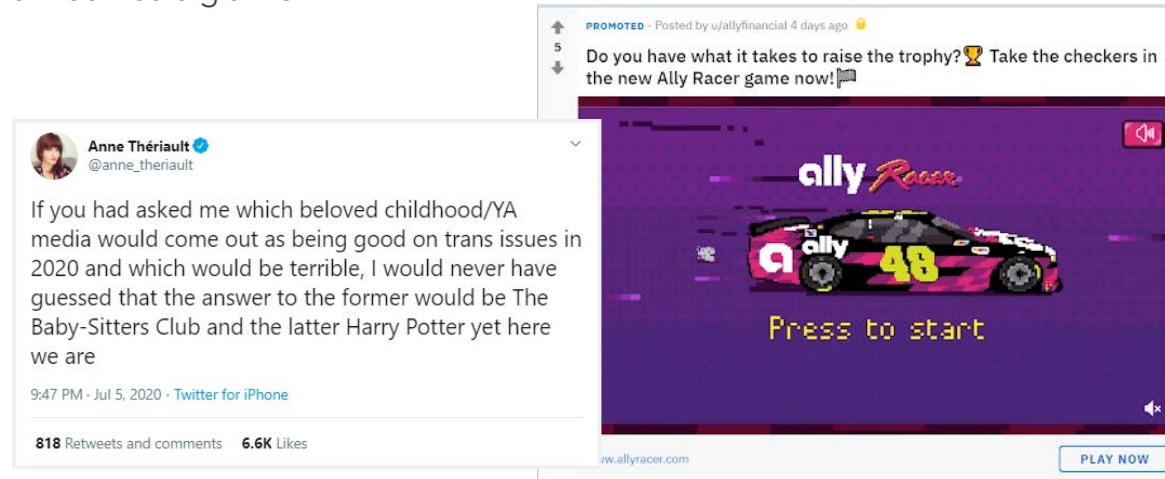 PROMOTED - Posted by u/allyfinancial 4 days ago
5
Do you have what it takes to raise the trophy?🏆 Take the checkers in
the new Ally Racer game now!🏁
Anne Thériault
@anne_theriault
If you had asked me which beloved childhood/YA
media would come out as being good on trans issues in
2020 and which would be terrible, I would never have
guessed that the answer to the former would be The
Baby-Sitters Club and the latter Harry Potter yet here
we are
9:47 PM · Jul 5, 2020 · Twitter for iPhone
818 Retweets and comments 6.6K Likes
ally Racer
a ally 48
Press to start
w.allyracer.com
PLAY NOW